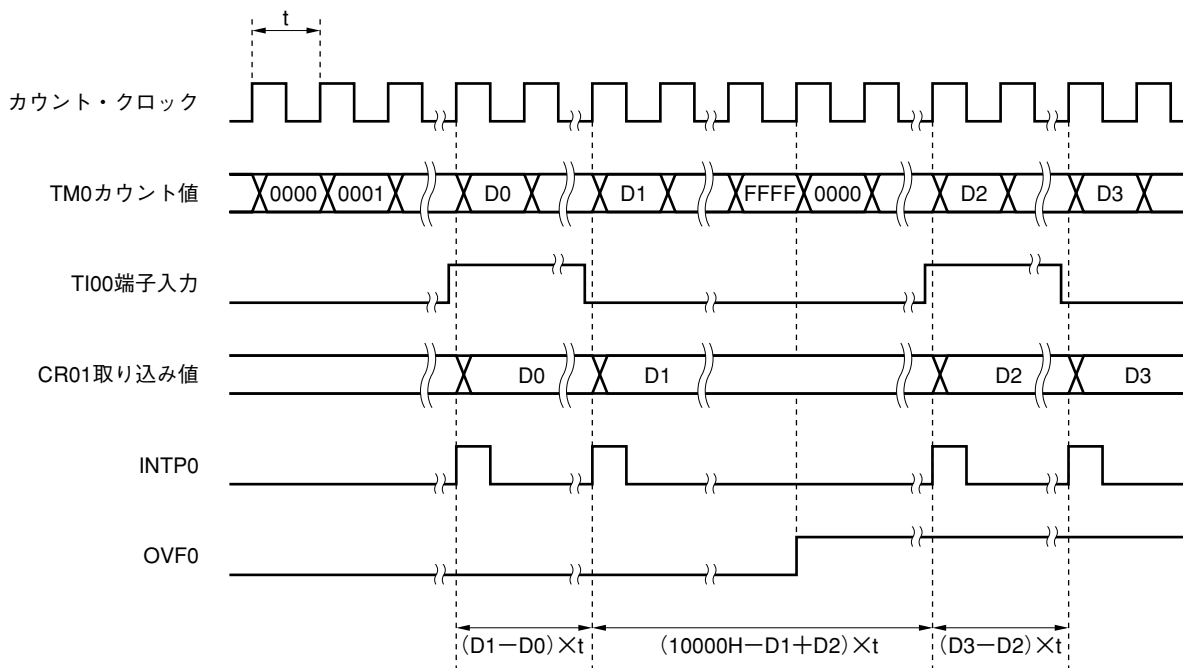 t
カウント・クロック
TM0カウント値
0000 0001 D0 D1 FFFF 0000 D2 D3
TI00端子入力
CR01取り込み値
D0 D1 D2 D3
INTP0
OVF0
(D1－D0)×t (10000H－D1＋D2)×t (D3－D2)×t